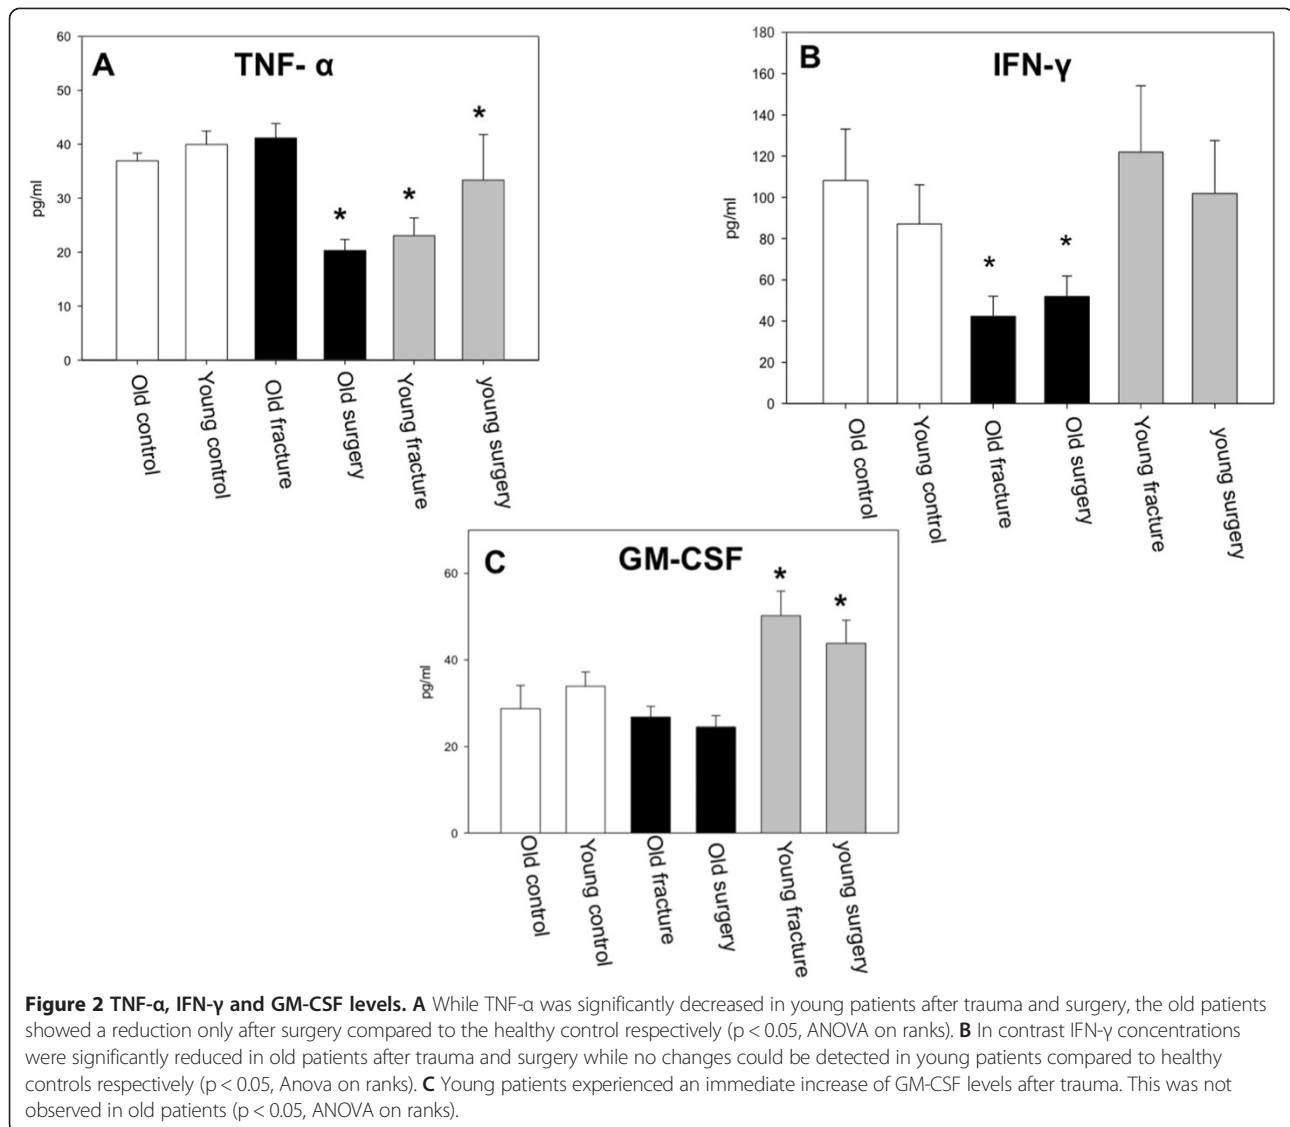 A TNF- α
60
50
40
30
20
10
0
pg/ml
*
*
*
Old control
Young control
Old fracture
Old surgery
Young fracture
young surgery
B IFN-γ
180
160
140
120
100
80
60
40
20
0
pg/ml
*
*
Old control
Young control
Old fracture
Old surgery
Young fracture
young surgery
C GM-CSF
60
40
20
0
pg/ml
*
*
Old control
Young control
Old fracture
Old surgery
Young fracture
young surgery
Figure 2 TNF-α, IFN-γ and GM-CSF levels. A While TNF-α was significantly decreased in young patients after trauma and surgery, the old patients
showed a reduction only after surgery compared to the healthy control respectively (p < 0.05, ANOVA on ranks). B In contrast IFN-γ concentrations
were significantly reduced in old patients after trauma and surgery while no changes could be detected in young patients compared to healthy
controls respectively (p < 0.05, Anova on ranks). C Young patients experienced an immediate increase of GM-CSF levels after trauma. This was not
observed in old patients (p < 0.05, ANOVA on ranks).